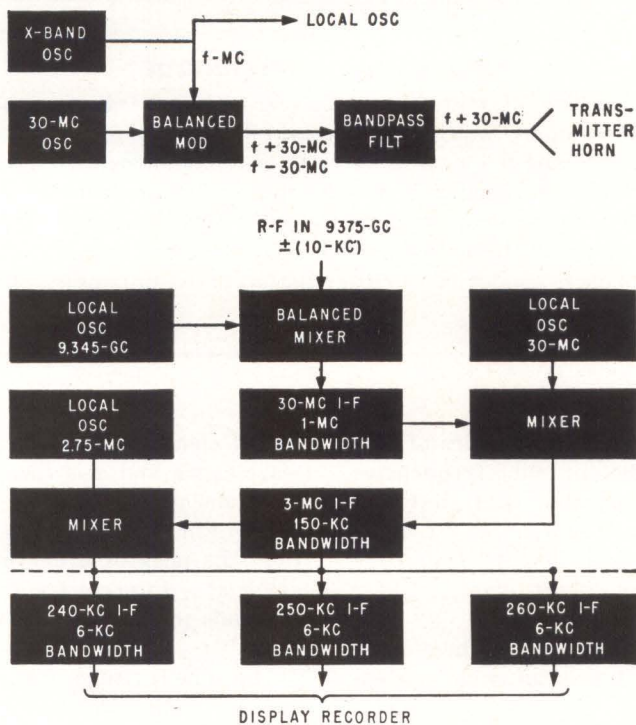 X-BAND
OSC
LOCAL OSC
f-MC
30-MC
OSC
BALANCED
MOD
f + 30-MC
f - 30-MC
BANDPASS
FILT
f + 30-MC
TRANS-
MITTER
HORN
R-F IN 9375-GC
± (10-KC)
LOCAL
OSC
9,345-GC
BALANCED
MIXER
LOCAL
OSC
30-MC
LOCAL
OSC
2.75-MC
30-MC I-F
1-MC
BANDWIDTH
MIXER
MIXER
3-MC I-F
150-KC
BANDWIDTH
240-KC I-F
6-KC
BANDWIDTH
250-KC I-F
6-KC
BANDWIDTH
260-KC I-F
6-KC
BANDWIDTH
DISPLAY RECORDER